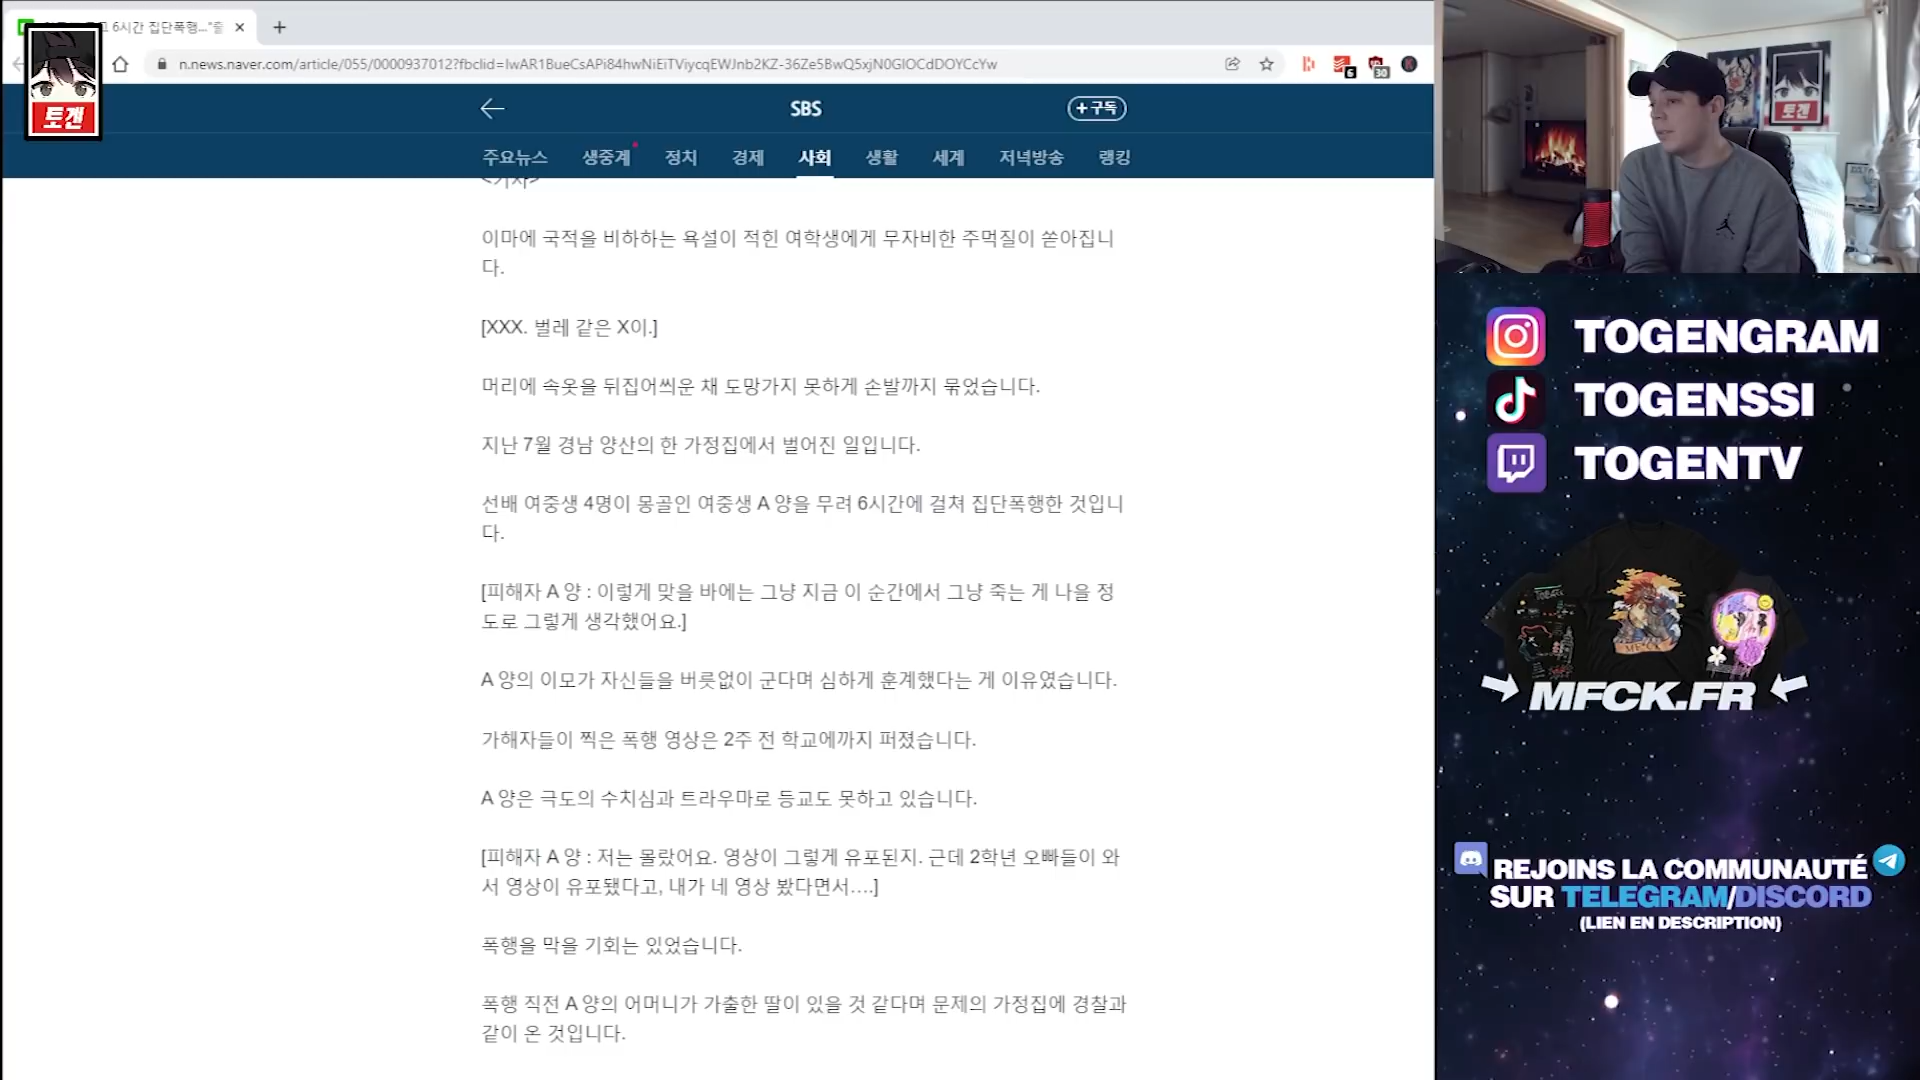 6시간 집단폭행..."
n.news.naver.com/article/055/0000937012?fbclid=IwAR1BueCsAPi84hwNiEiTViycqEWJnb2KZ-36Ze5BwQ5xjN0GlOCdDOYCcYw
6
30
토갠
SBS
+구독
주요뉴스 생중계 정치 경제 사회 생활 세계 저녁방송 랭킹
<기사>
이마에 국적을 비하하는 욕설이 적힌 여학생에게 무자비한 주먹질이 쏟아집니
다.
[XXX. 벌레 같은 X이.]
머리에 속옷을 뒤집어씌운 채 도망가지 못하게 손발까지 묶었습니다.
지난 7월 경남 양산의 한 가정집에서 벌어진 일입니다.
선배 여중생 4명이 몽골인 여중생 A 양을 무려 6시간에 걸쳐 집단폭행한 것입니
다.
[피해자 A 양 : 이렇게 맞을 바에는 그냥 지금 이 순간에서 그냥 죽는 게 나을 정
도로 그렇게 생각했어요.]
A 양의 이모가 자신들을 버릇없이 군다며 심하게 훈계했다는 게 이유였습니다.
가해자들이 찍은 폭행 영상은 2주 전 학교에까지 퍼졌습니다.
A 양은 극도의 수치심과 트라우마로 등교도 못하고 있습니다.
[피해자 A 양 : 저는 몰랐어요. 영상이 그렇게 유포된지. 근데 2학년 오빠들이 와
서 영상이 유포됐다고, 내가 네 영상 봤다면서….]
폭행을 막을 기회는 있었습니다.
폭행 직전 A 양의 어머니가 가출한 딸이 있을 것 같다며 문제의 가정집에 경찰과
같이 온 것입니다.
토갠
TOGENGRAM
TOGENSSI
TOGENTV
MFCK.FR
REJOINS LA COMMUNAUTÉ
SUR TELEGRAM/DISCORD
(LIEN EN DESCRIPTION)